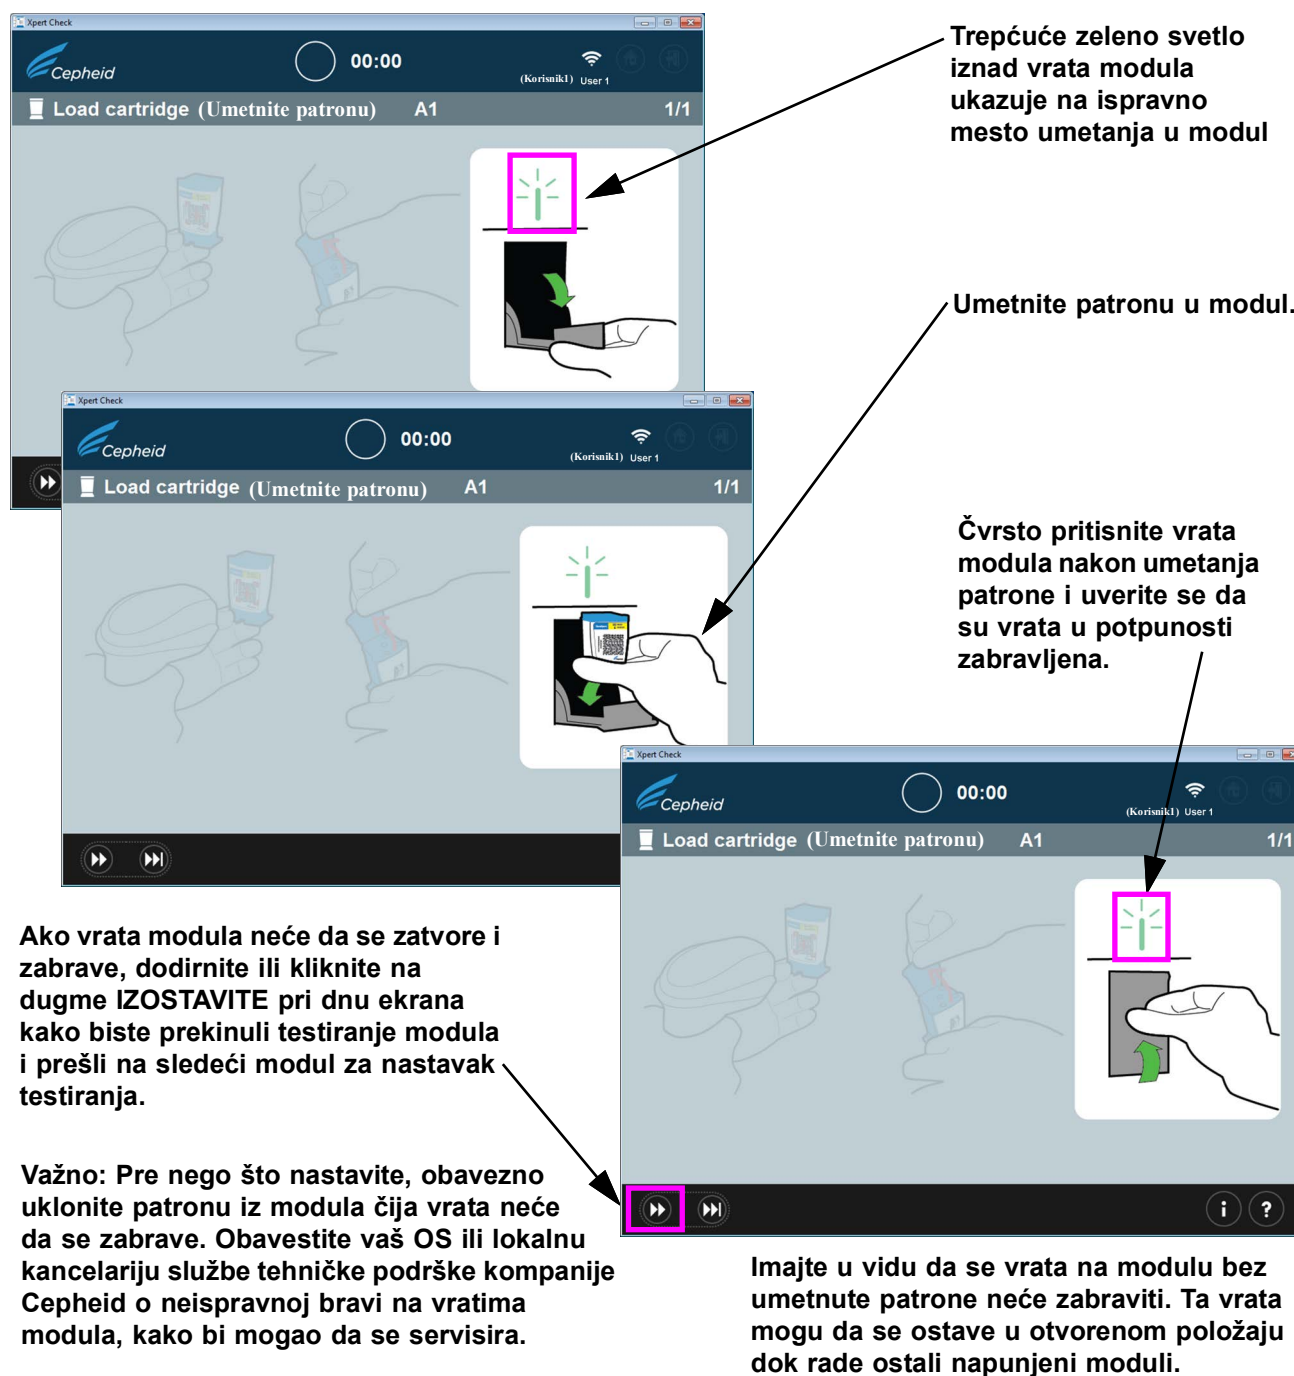 Xpert Check
Cepheid
00:00
(Korisnik1) User 1
Load cartridge (Umetnite patronu) A1 1/1
Trepćuće zeleno svetlo
iznad vrata modula
ukazuje na ispravno
mesto umetanja u modul
Umetnite patronu u modul.
Xpert Check
Cepheid
00:00
(Korisnik1) User 1
Load cartridge (Umetnite patronu) A1 1/1
Čvrsto pritisnite vrata
modula nakon umetanja
patrone i uverite se da
su vrata u potpunosti
zabravljena.
Xpert Check
Cepheid
00:00
(Korisnik1) User 1
Load cartridge (Umetnite patronu) A1 1/1
i ?
Ako vrata modula neće da se zatvore i
zabrave, dodirnite ili kliknite na
dugme IZOSTAVITE pri dnu ekrana
kako biste prekinuli testiranje modula
i prešli na sledeći modul za nastavak
testiranja.
Važno: Pre nego što nastavite, obavezno
uklonite patronu iz modula čija vrata neće
da se zabrave. Obavestite vaš OS ili lokalnu
kancelariju službe tehničke podrške kompanije
Cepheid o neispravnoj bravi na vratima
modula, kako bi mogao da se servisira.
Imajte u vidu da se vrata na modulu bez
umetnute patrone neće zabraviti. Ta vrata
mogu da se ostave u otvorenom položaju
dok rade ostali napunjeni moduli.